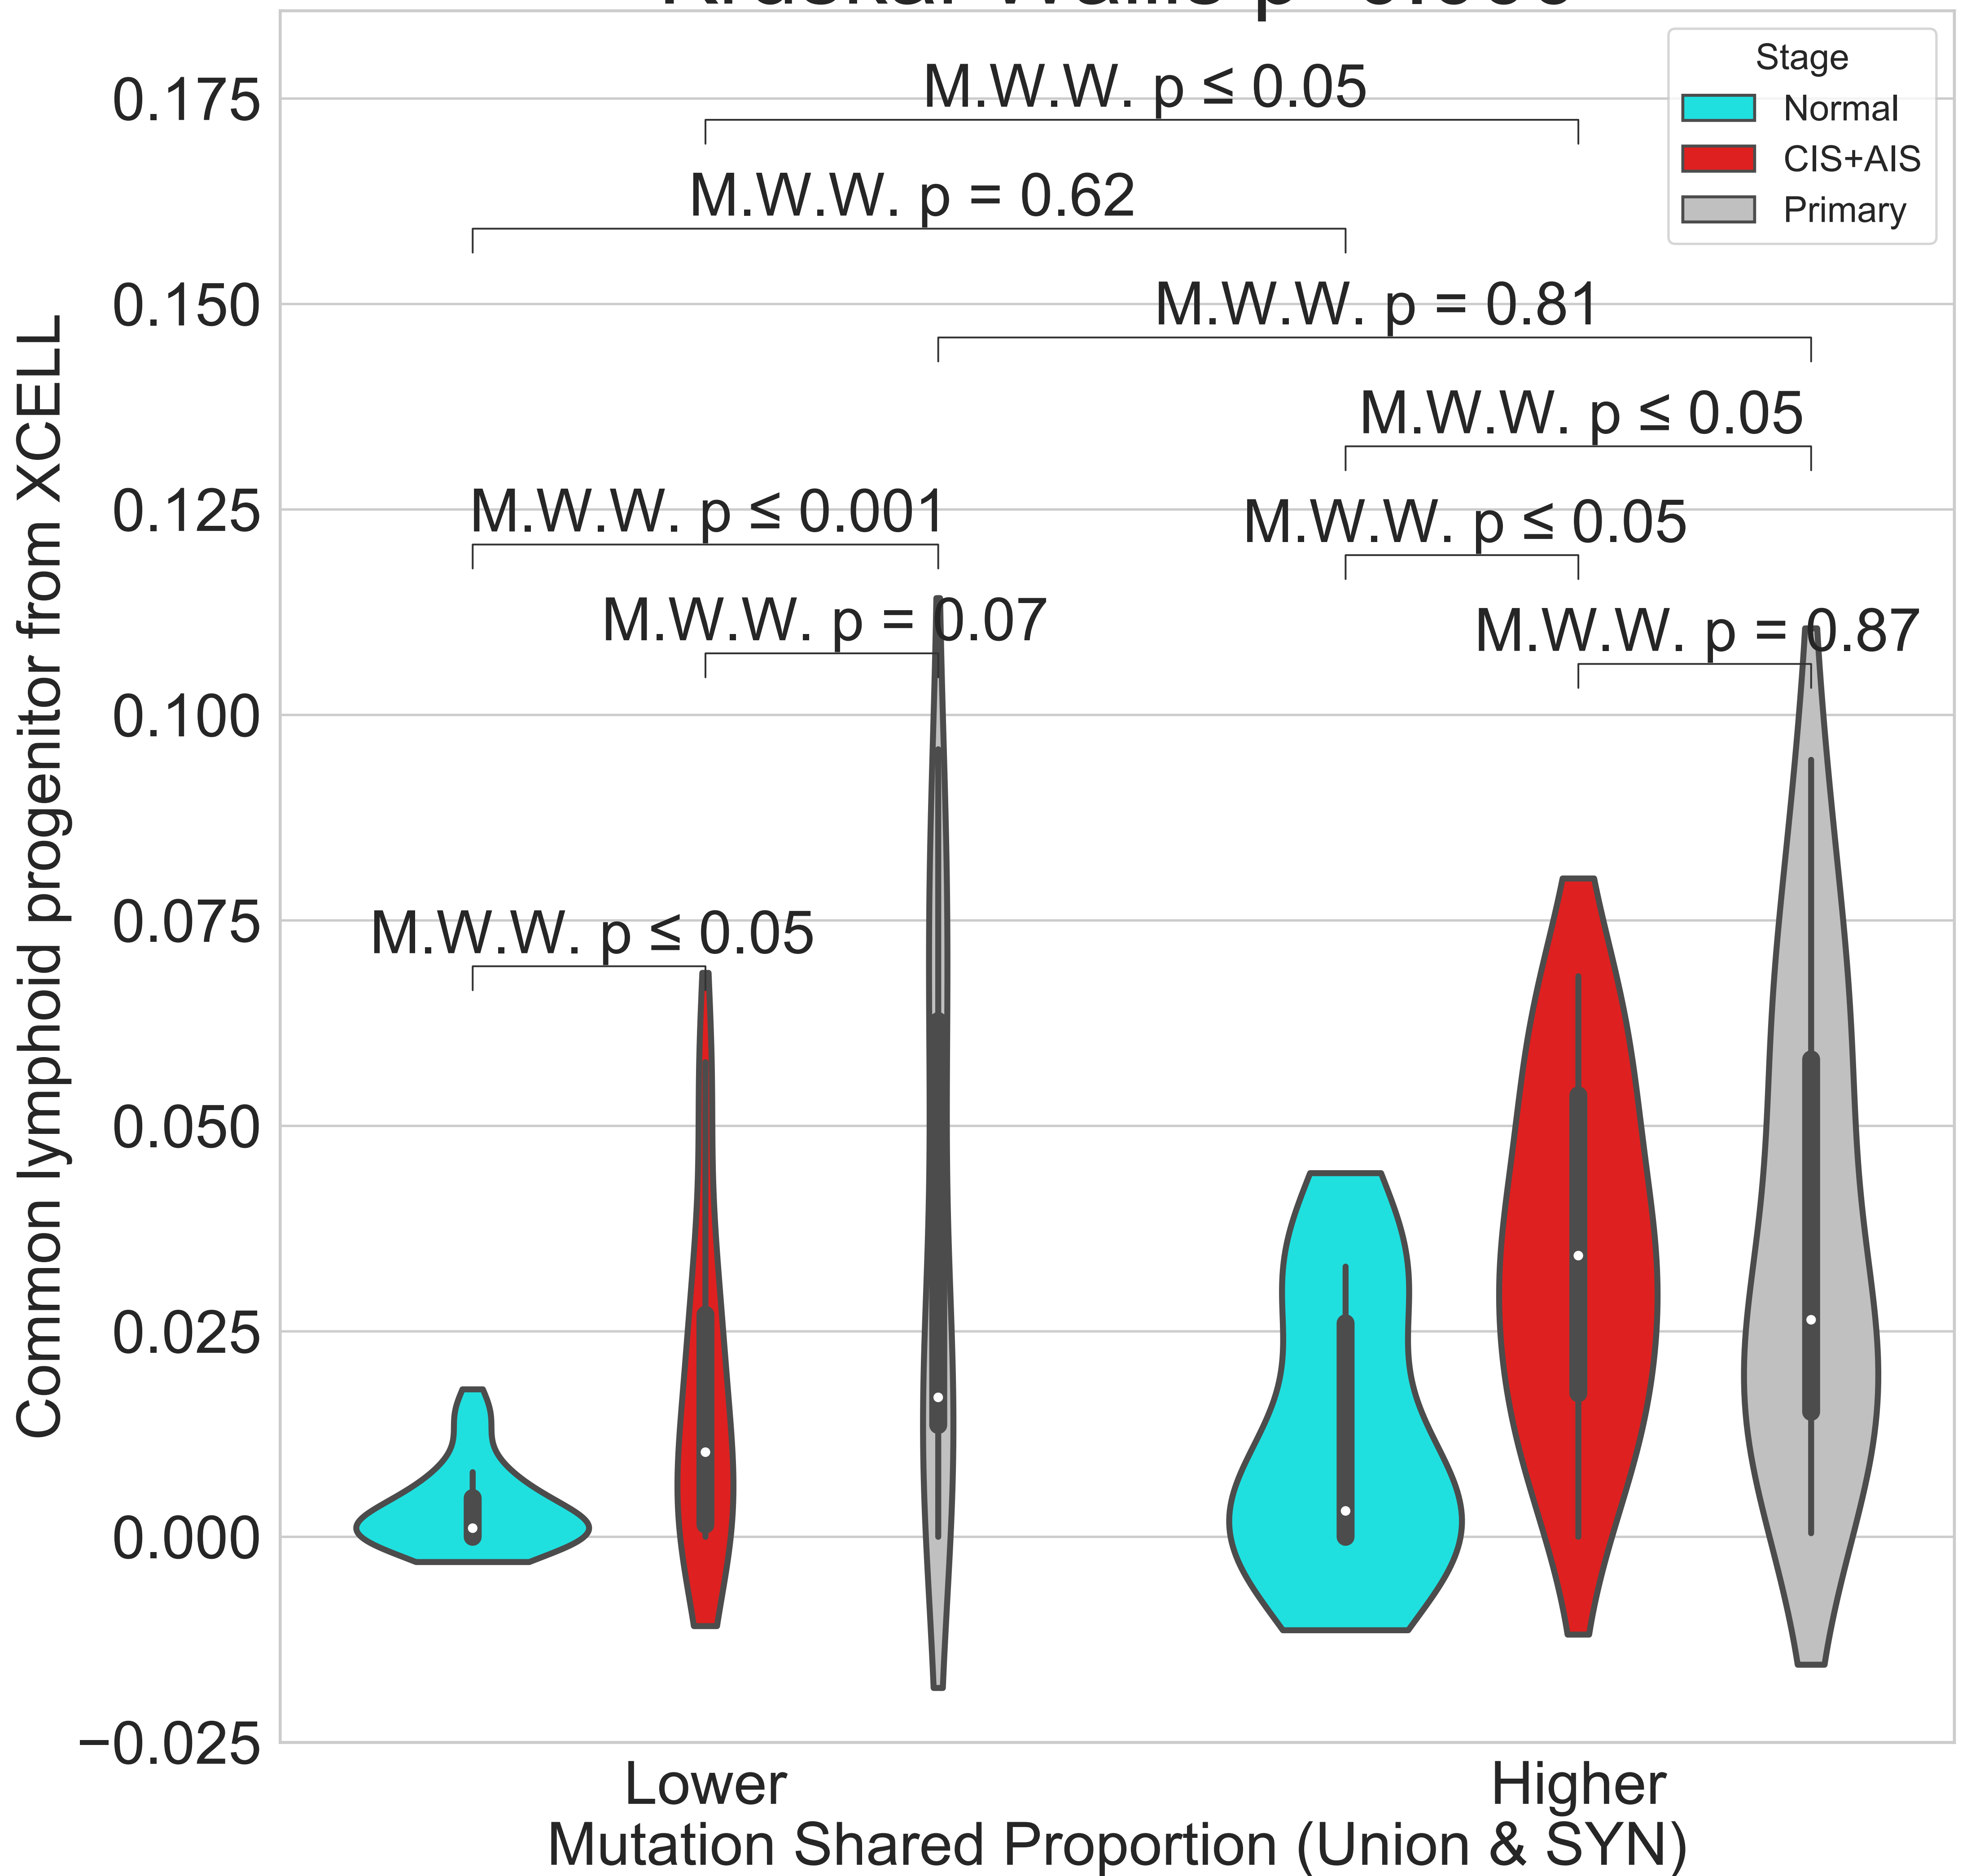 Stage
Normal
CIS+AIS
Primary
M.W.W. p ≤ 0.05
M.W.W. p = 0.62
M.W.W. p = 0.81
M.W.W. p ≤ 0.05
M.W.W. p ≤ 0.001
M.W.W. p ≤ 0.05
M.W.W. p = 0.07
M.W.W. p = 0.87
M.W.W. p ≤ 0.05
0.175
0.150
0.125
0.100
0.075
0.050
0.025
0.000
−0.025
Common lymphoid progenitor from XCELL
Lower
Higher
Mutation Shared Proportion (Union & SYN)